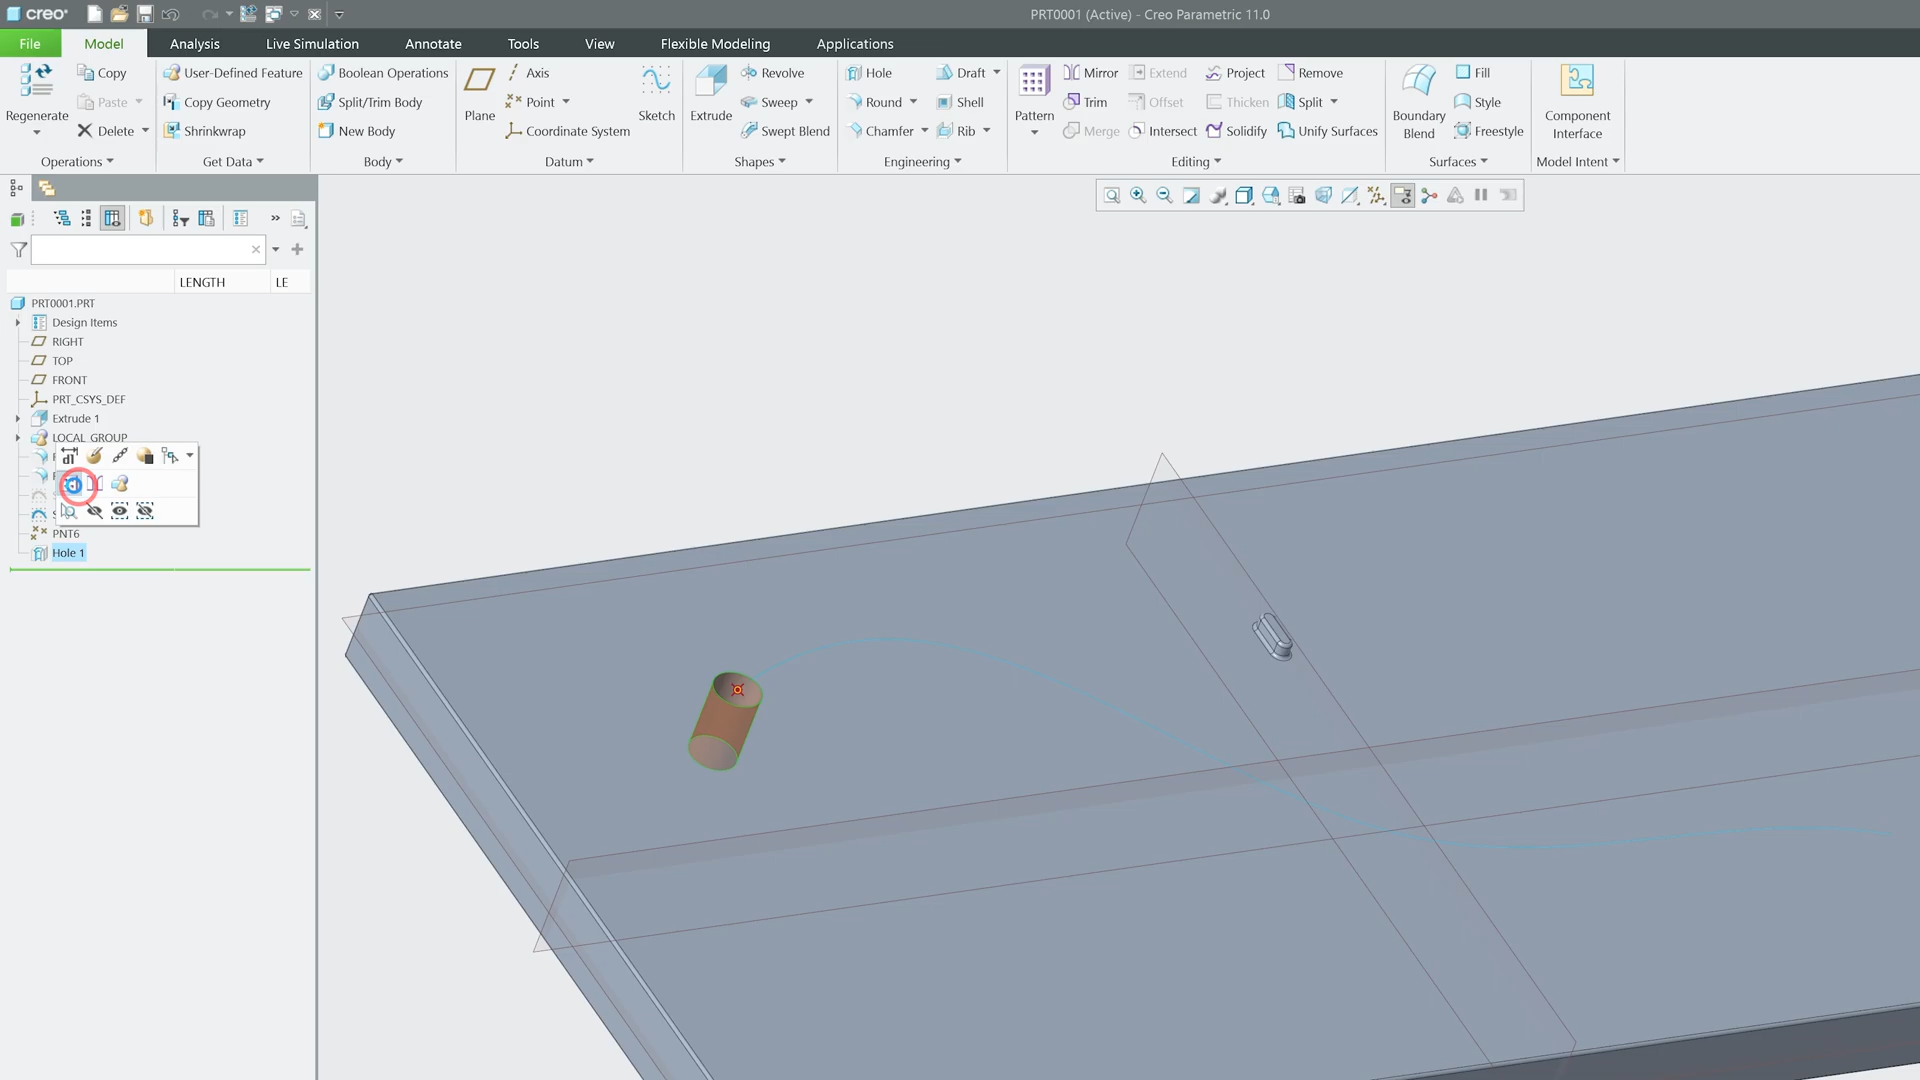 creo
PRT0001 (Active) - Creo Parametric 11.0
File Model Analysis Live Simulation Annotate Tools View Flexible Modeling Applications
Regenerate
Copy
Paste
Delete
Operations
User-Defined Feature
Copy Geometry
Shrinkwrap
Get Data
Boolean Operations
Split/Trim Body
New Body
Body
Plane
Axis
Point
Coordinate System
Datum
Sketch
Extrude
Revolve
Sweep
Swept Blend
Shapes
Hole
Round
Chamfer
Draft
Shell
Rib
Engineering
Pattern
Mirror
Trim
Merge
Extend
Offset
Intersect
Project
Thicken
Solidify
Remove
Split
Unify Surfaces
Editing
Boundary
Blend
Fill
Style
Freestyle
Surfaces
Component
Interface
Model Intent
LENGTH LE
PRT0001.PRT
Design Items
RIGHT
TOP
FRONT
PRT_CSYS_DEF
Extrude 1
LOCAL_GROUP
PNT6
Hole 1